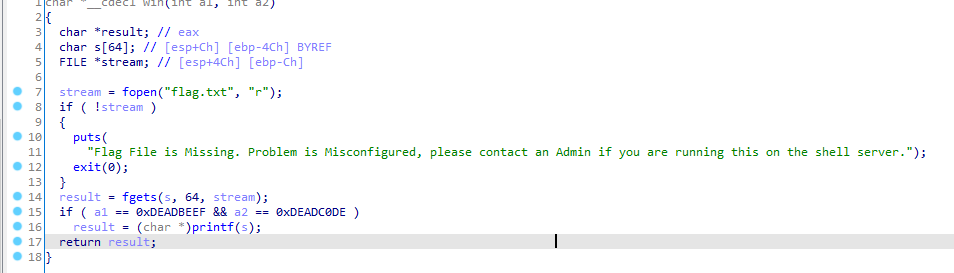 1 char *__cdecl win(int a1, int a2)
2 {
3 char *result; // eax
4 char s[64]; // [esp+Ch] [ebp-4Ch] BYREF
5 FILE *stream; // [esp+4Ch] [ebp-Ch]
6
7 stream = fopen("flag.txt", "r");
8 if ( !stream )
9 {
10 puts(
11 "Flag File is Missing. Problem is Misconfigured, please contact an Admin if you are running this on the shell server.");
12 exit(0);
13 }
14 result = fgets(s, 64, stream);
15 if ( a1 == 0xDEADBEEF && a2 == 0xDEADC0DE )
16 result = (char *)printf(s);
17 return result;
18 }